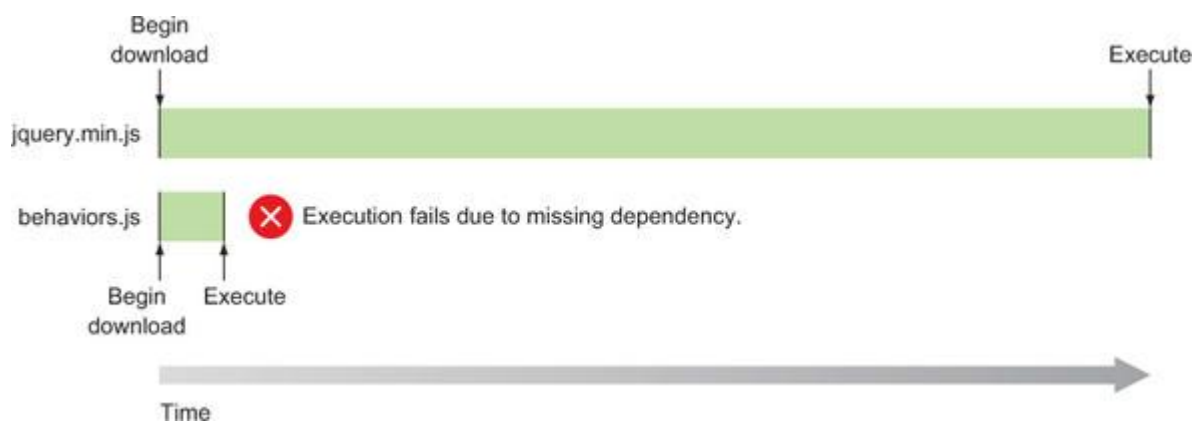 Begin
download
Execute
jquery.min.js
behaviors.js
Execution fails due to missing dependency.
Begin
download
Execute
Time